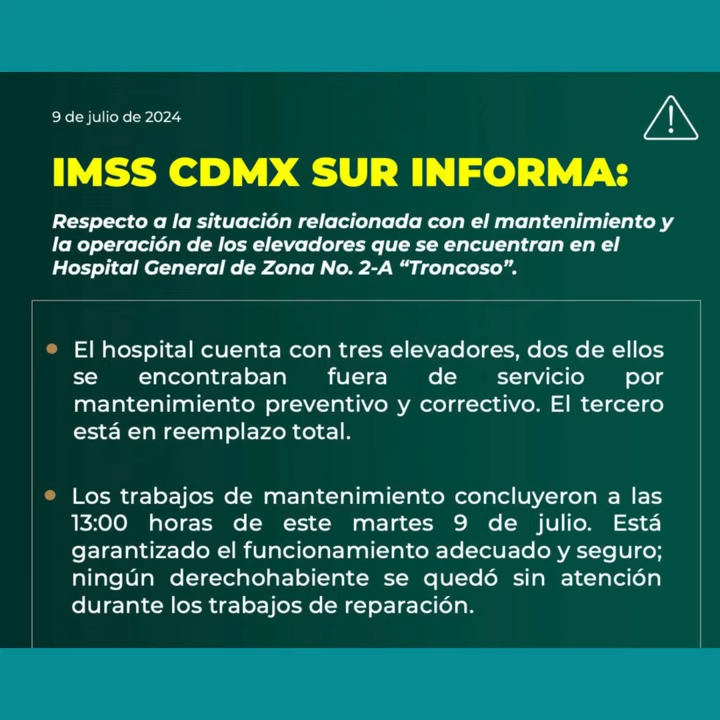 9 de julio de 2024
IMSS CDMX SUR INFORMA:
Respecto a la situación relacionada con el mantenimiento y
la operación de los elevadores que se encuentran en el
Hospital General de Zona No. 2-A “Troncoso”.
El hospital cuenta con tres elevadores, dos de ellos
se encontraban fuera de servicio por
mantenimiento preventivo y correctivo. El tercero
está en reemplazo total.
Los trabajos de mantenimiento concluyeron a las
13:00 horas de este martes 9 de julio. Está
garantizado el funcionamiento adecuado y seguro;
ningún derechohabiente se quedó sin atención
durante los trabajos de reparación.